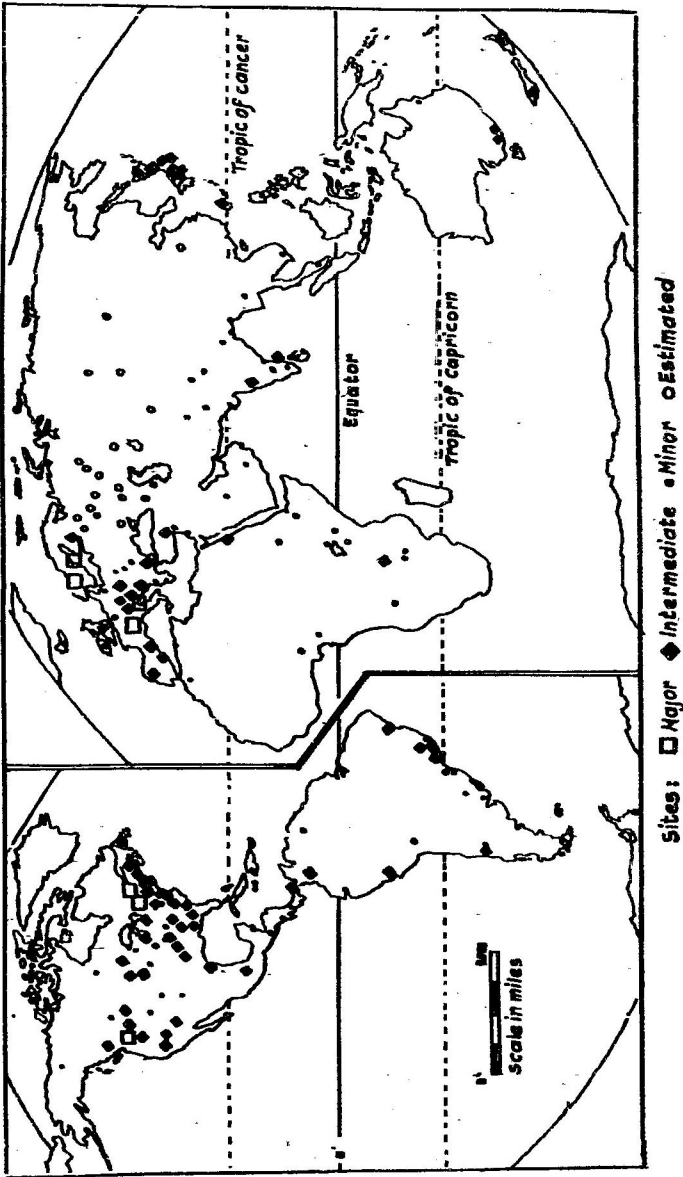 Tropic of cancer
Equator
Tropic of Capricorn
Scale in miles
Sites: Major Intermediate Minor Estimated